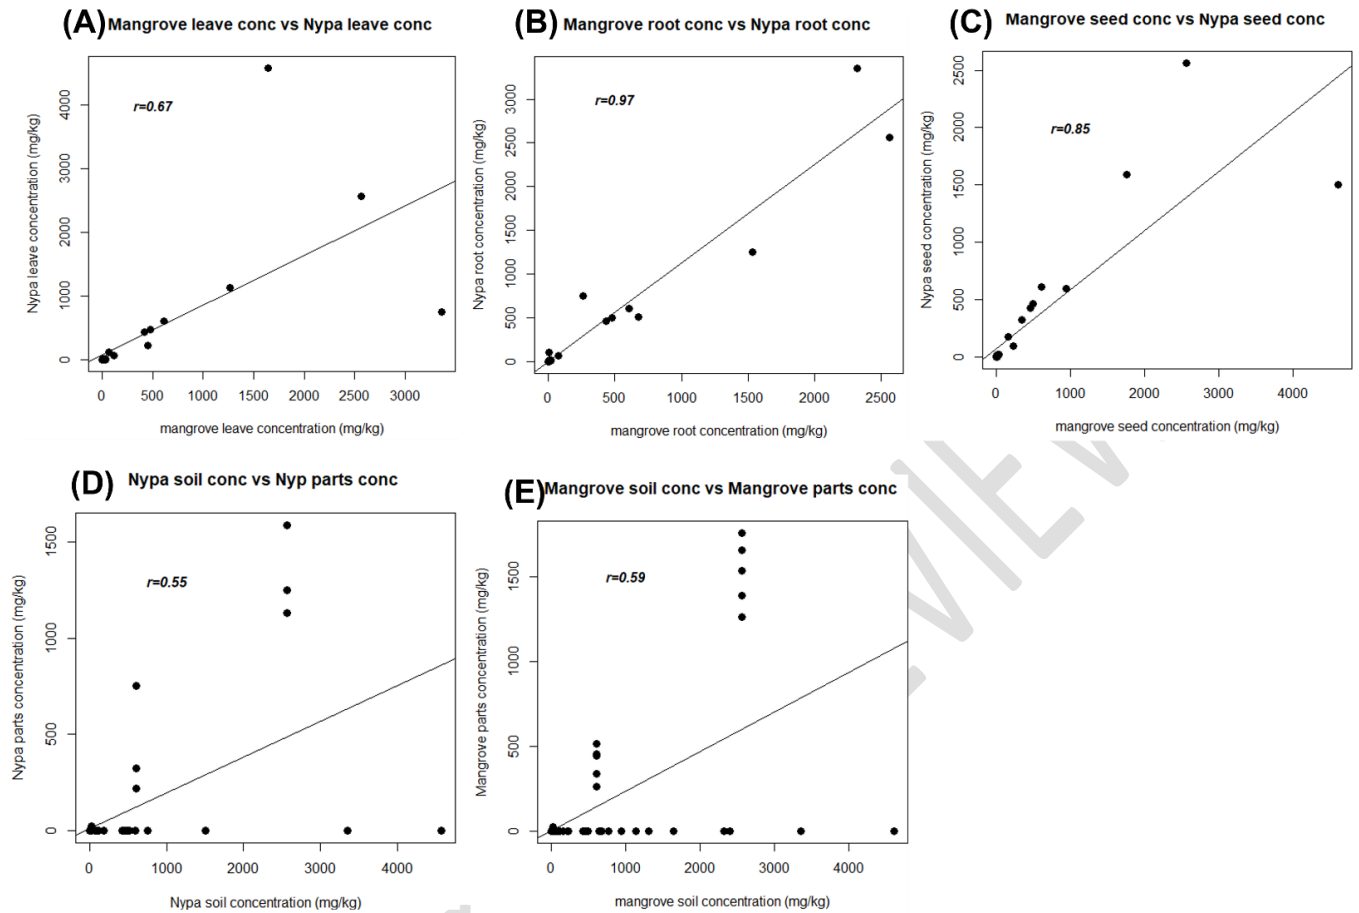 (A) Mangrove leave conc vs Nypa leave conc
r=0.67
Nypa leave concentration (mg/kg)
0 1000 2000 3000 4000
0 500 1000 1500 2000 2500 3000
mangrove leave concentration (mg/kg)
(B) Mangrove root conc vs Nypa root conc
r=0.97
Nypa root concentration (mg/kg)
0 500 1000 1500 2000 2500 3000
0 500 1000 1500 2000 2500
mangrove root concentration (mg/kg)
(C) Mangrove seed conc vs Nypa seed conc
r=0.85
Nypa seed concentration (mg/kg)
0 500 1000 1500 2000 2500
0 1000 2000 3000 4000
mangrove seed concentration (mg/kg)
(D) Nypa soil conc vs Nyp parts conc
r=0.55
Nypa parts concentration (mg/kg)
0 500 1000 1500
0 1000 2000 3000 4000
Nypa soil concentration (mg/kg)
(E) Mangrove soil conc vs Mangrove parts conc
r=0.59
Mangrove parts concentration (mg/kg)
0 500 1000 1500
0 1000 2000 3000 4000
mangrove soil concentration (mg/kg)